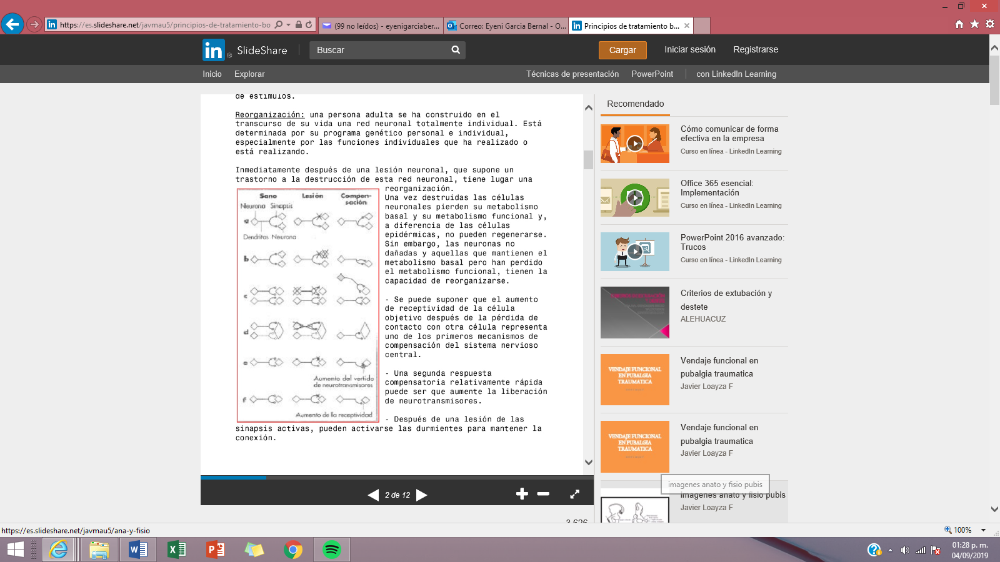 https://es.slideshare.net/javmau5/principios-de-tratamiento-bo
(99 no leídos) - eyenigarciaber...
Correo: Eyeni Garcia Bernal - O...
Principios de tratamiento b...
in
SlideShare
Buscar
Cargar
Iniciar sesión
Registrarse
Inicio
Explorar
Técnicas de presentación
PowerPoint
con LinkedIn Learning
de estímulos.
Reorganización: una persona adulta se ha construido en el
transcurso de su vida una red neuronal totalmente individual. Está
determinada por su programa genético personal e individual,
especialmente por las funciones individuales que ha realizado o
está realizando.
Inmediatamente después de una lesión neuronal, que supone un
trastorno a la destrucción de esta red neuronal, tiene lugar una
reorganización.
Una vez destruidas las células
neuronales pierden su metabolismo
basal y su metabolismo funcional y,
a diferencia de las células
epidérmicas, no pueden regenerarse.
Sin embargo, las neuronas no
dañadas y aquellas que mantienen el
metabolismo basal pero han perdido
el metabolismo funcional, tienen la
capacidad de reorganizarse.
- Se puede suponer que el aumento
de receptividad de la célula
objetivo después de la pérdida de
contacto con otra célula representa
uno de los primeros mecanismos de
compensación del sistema nervioso
central.
- Una segunda respuesta
compensatoria relativamente rápida
puede ser que aumente la liberación
de neurotransmisores.
- Después de una lesión de las
sinapsis activas, pueden activarse las durmientes para mantener la
conexión.
Sano
Lesión
Compen-
sación
Neurona Sinapsis
a
Dendritas Neurona
b
c
d
e
Aumento del vertido
de neurotransmisores
f
Aumento de la receptividad
2 de 12
3.626
Recomendado
Cómo comunicar de forma
efectiva en la empresa
Curso en línea - LinkedIn Learning
Office 365 esencial:
Implementación
Curso en línea - LinkedIn Learning
PowerPoint 2016 avanzado:
Trucos
Curso en línea - LinkedIn Learning
Criterios de extubación y
destete
ALEHUACUZ
VENDAJE FUNCIONAL
EN PUBALGIA
TRAUMATICA
Vendaje funcional en
pubalgia traumatica
Javier Loayza F
VENDAJE FUNCIONAL
EN PUBALGIA
TRAUMATICA
Vendaje funcional en
pubalgia traumatica
Javier Loayza F
imagenes anato y fisio pubis
imagenes anato y fisio pubis
Javier Loayza F
https://es.slideshare.net/javmau5/ana-y-fisio
100%
01:28 p. m.
04/09/2019